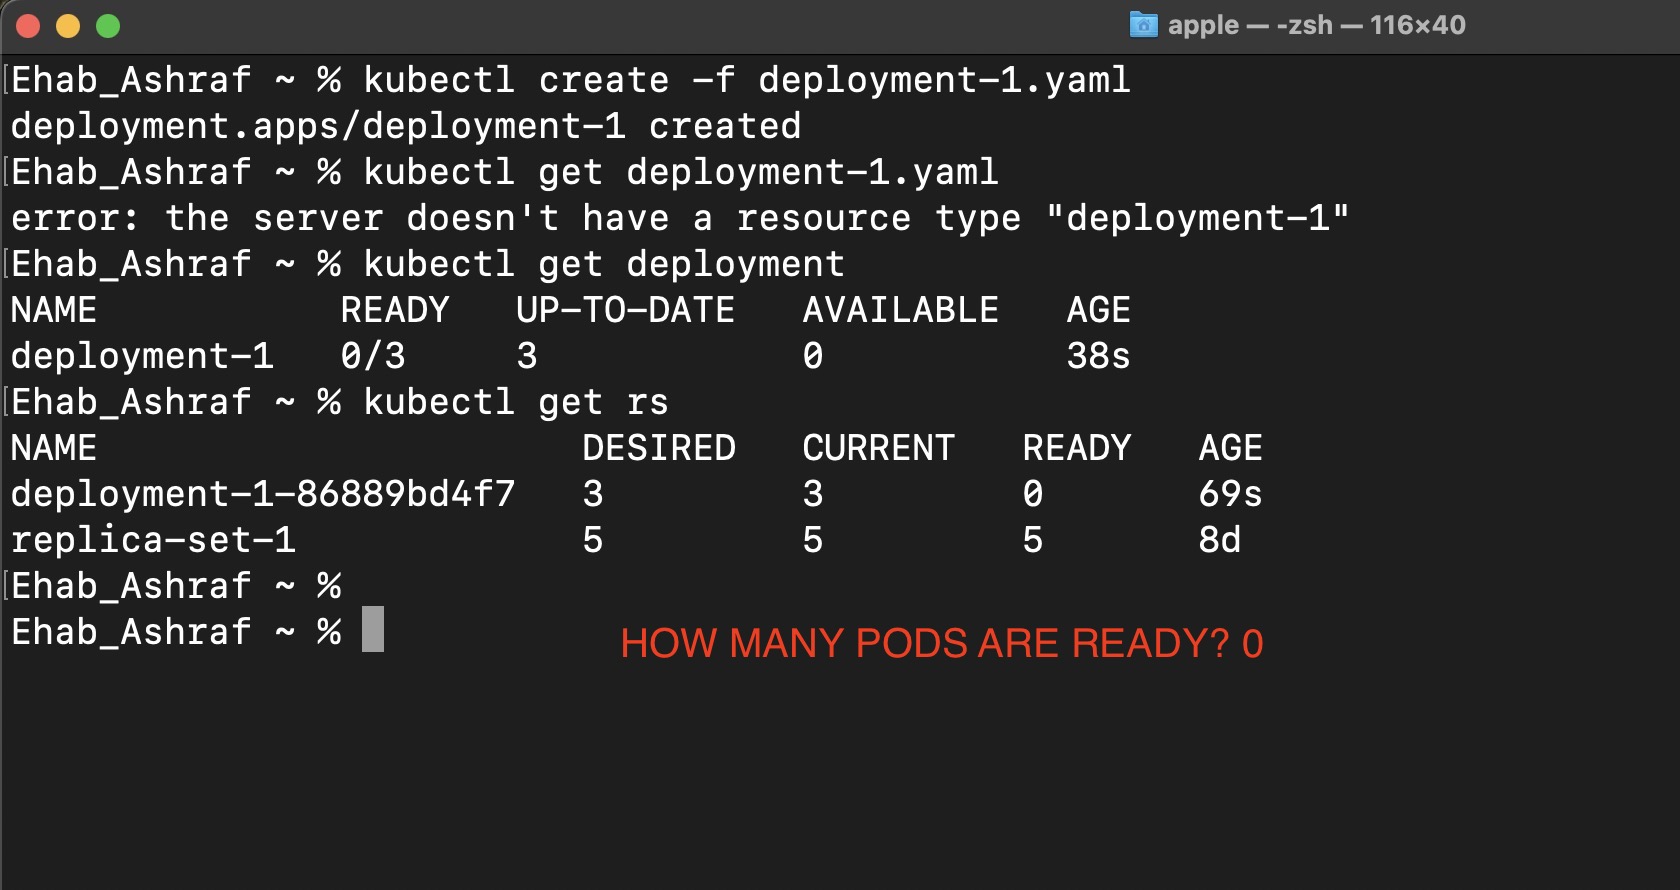 apple — -zsh — 116×40
Ehab_Ashraf ~ % kubectl create -f deployment-1.yaml
deployment.apps/deployment-1 created
Ehab_Ashraf ~ % kubectl get deployment-1.yaml
error: the server doesn't have a resource type "deployment-1"
Ehab_Ashraf ~ % kubectl get deployment
NAME           READY   UP-TO-DATE   AVAILABLE   AGE
deployment-1   0/3     3            0           38s
Ehab_Ashraf ~ % kubectl get rs
NAME                      DESIRED   CURRENT   READY   AGE
deployment-1-86889bd4f7   3         3         0       69s
replica-set-1             5         5         5       8d
Ehab_Ashraf ~ %
Ehab_Ashraf ~ %
HOW MANY PODS ARE READY? 0